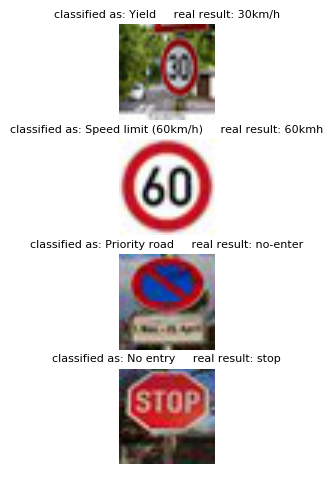 classified as: Yield real result: 30km/h
30
classified as: Speed limit (60km/h) real result: 60kmh
60
classified as: Priority road real result: no-enter
classified as: No entry real result: stop
STOP